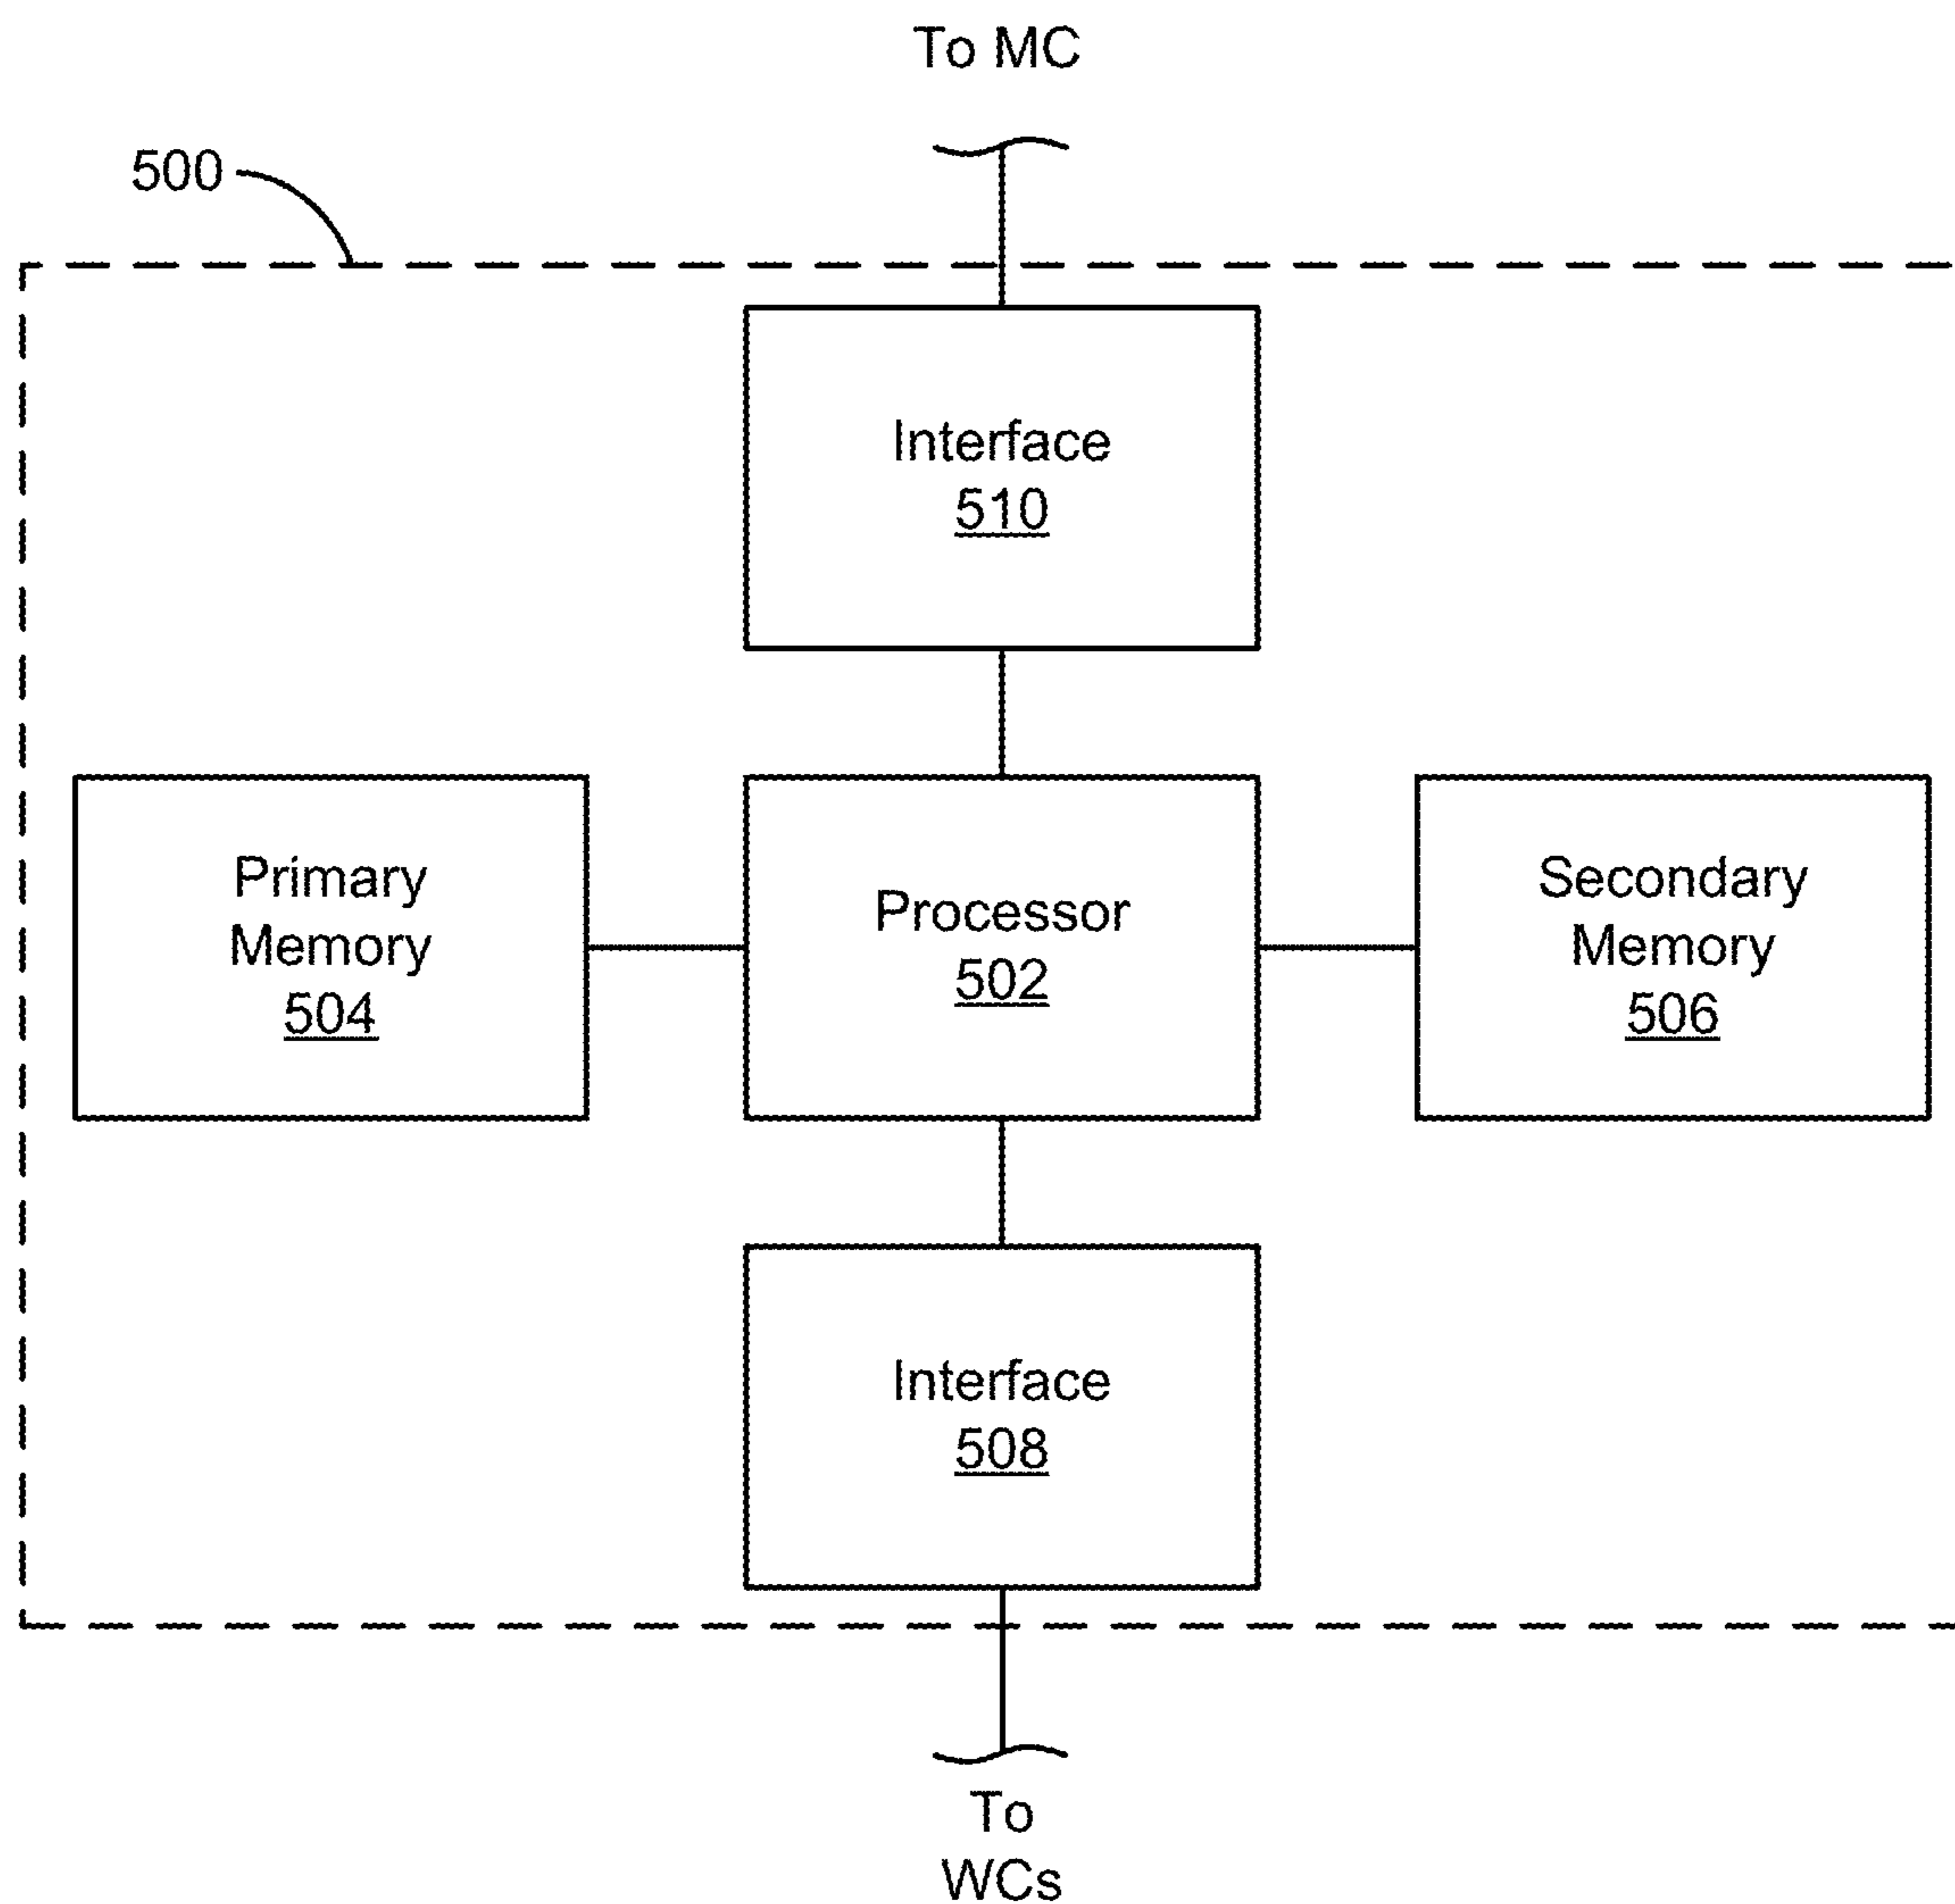 To MC
500
Interface
510
Primary
Memory
504
Processor
502
Secondary
Memory
506
Interface
508
To
WCs